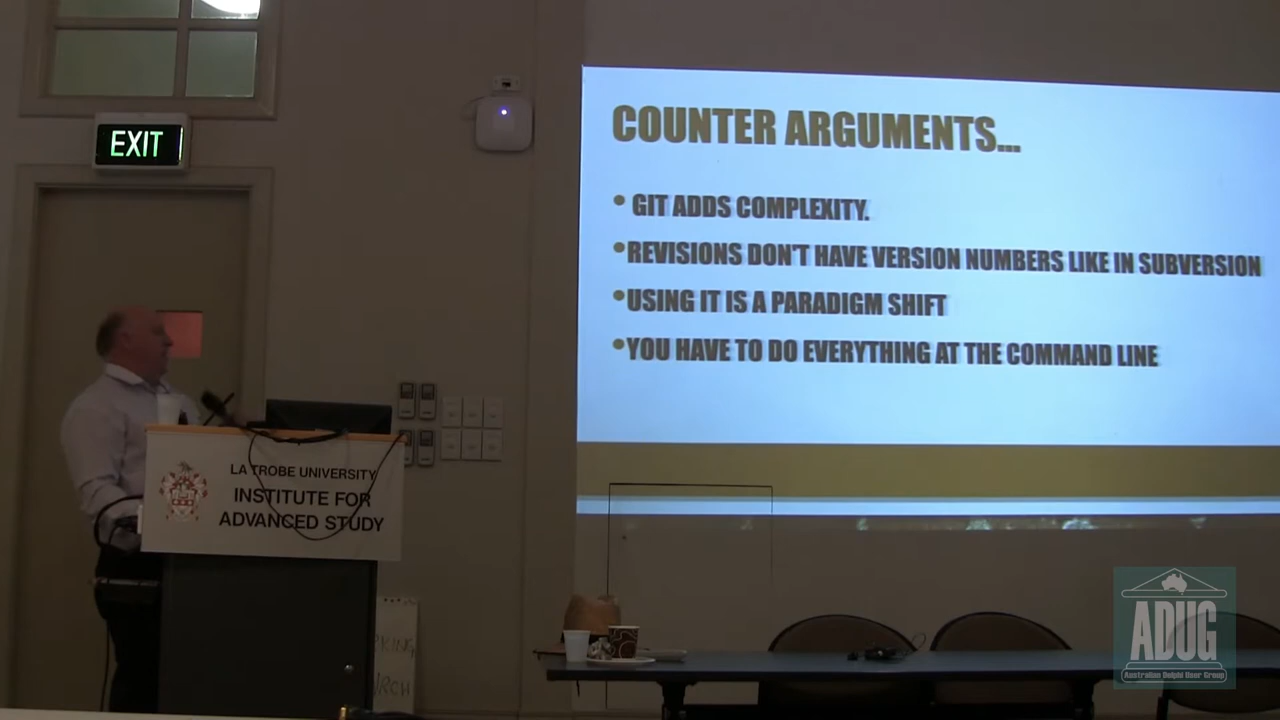 EXIT
COUNTER ARGUMENTS...
• GIT ADDS COMPLEXITY.
• REVISIONS DON'T HAVE VERSION NUMBERS LIKE IN SUBVERSION
• USING IT IS A PARADIGM SHIFT
• YOU HAVE TO DO EVERYTHING AT THE COMMAND LINE
LA TROBE UNIVERSITY
INSTITUTE FOR
ADVANCED STUDY
ADUG
Australian Delphi User Group